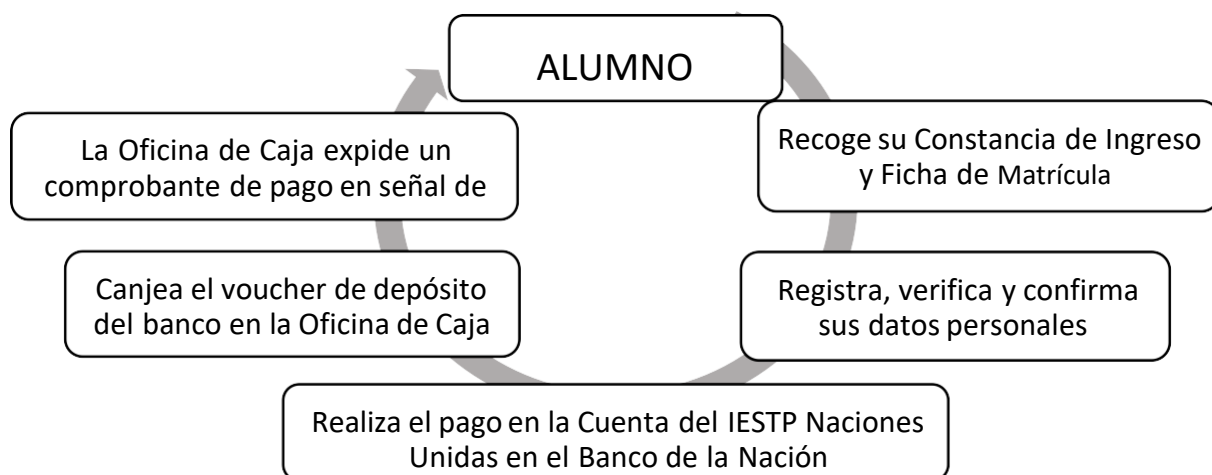 ALUMNO
Recoge su Constancia de Ingreso
y Ficha de Matrícula
Registra, verifica y confirma
sus datos personales
Realiza el pago en la Cuenta del IESTP Naciones
Unidas en el Banco de la Nación
Canjea el voucher de depósito
del banco en la Oficina de Caja
La Oficina de Caja expide un
comprobante de pago en señal de